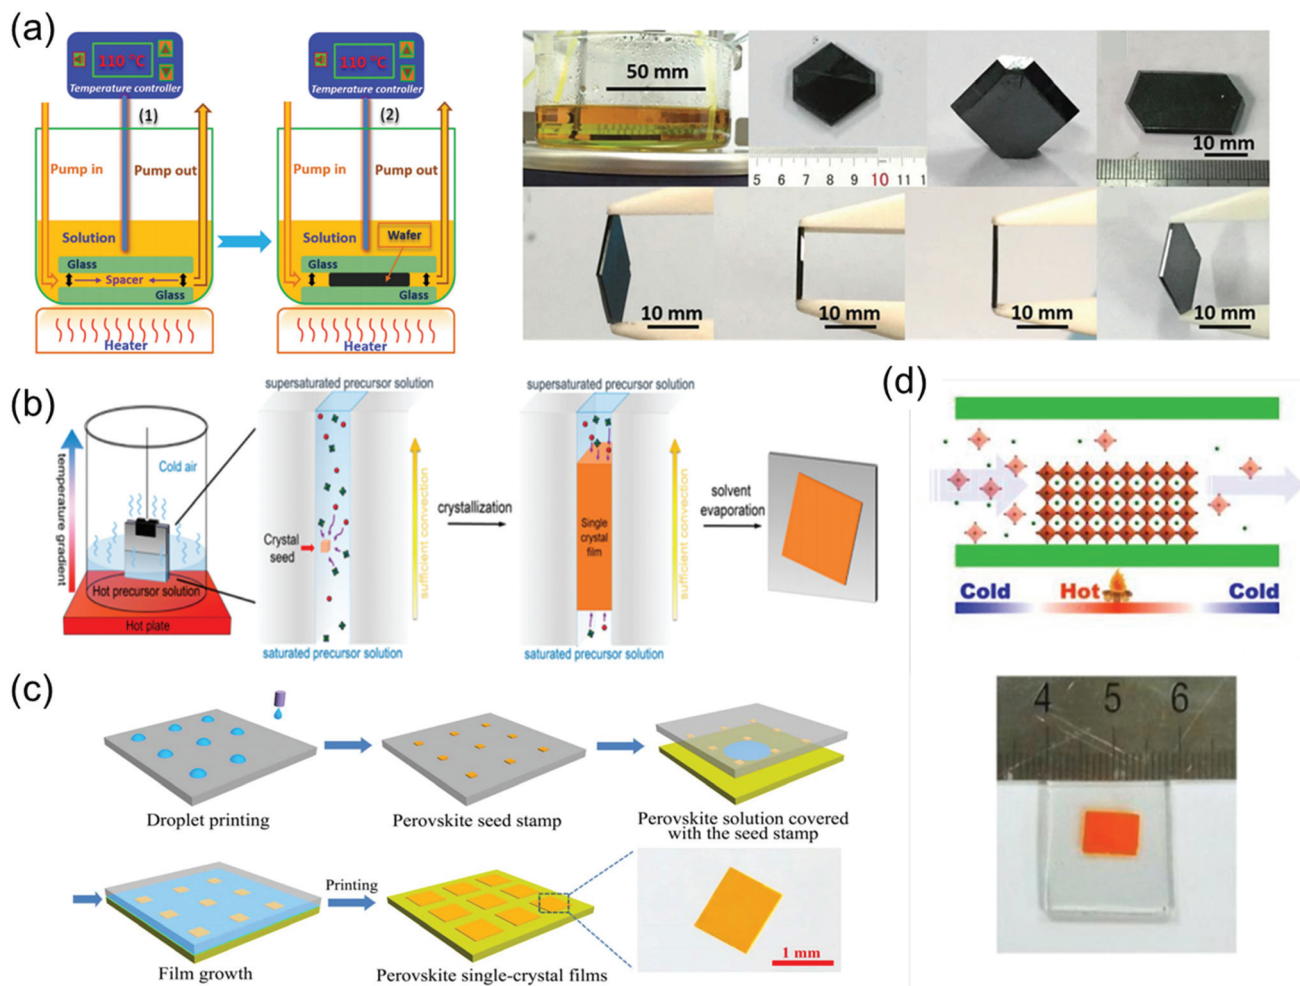 (a)
110 °C
Temperature controller
(1)
Pump in
Pump out
Solution
Glass
Spacer
Glass
Heater
110 °C
Temperature controller
(2)
Pump in
Pump out
Solution
Wafer
Glass
Glass
Heater
50 mm
5 6 7 8 9 10 11 1
10 mm
10 mm
10 mm
10 mm
10 mm
(b)
temperature gradient
Cold air
Hot precursor solution
Hot plate
supersaturated precursor solution
Crystal
seed
sufficient convection
saturated precursor solution
crystallization
supersaturated precursor solution
Single
crystal
film
sufficient convection
saturated precursor solution
solvent
evaporation
(c)
Droplet printing
Perovskite seed stamp
Perovskite solution covered
with the seed stamp
Film growth
Printing
Perovskite single-crystal films
1 mm
(d)
Cold
Hot
Cold
4 5 6